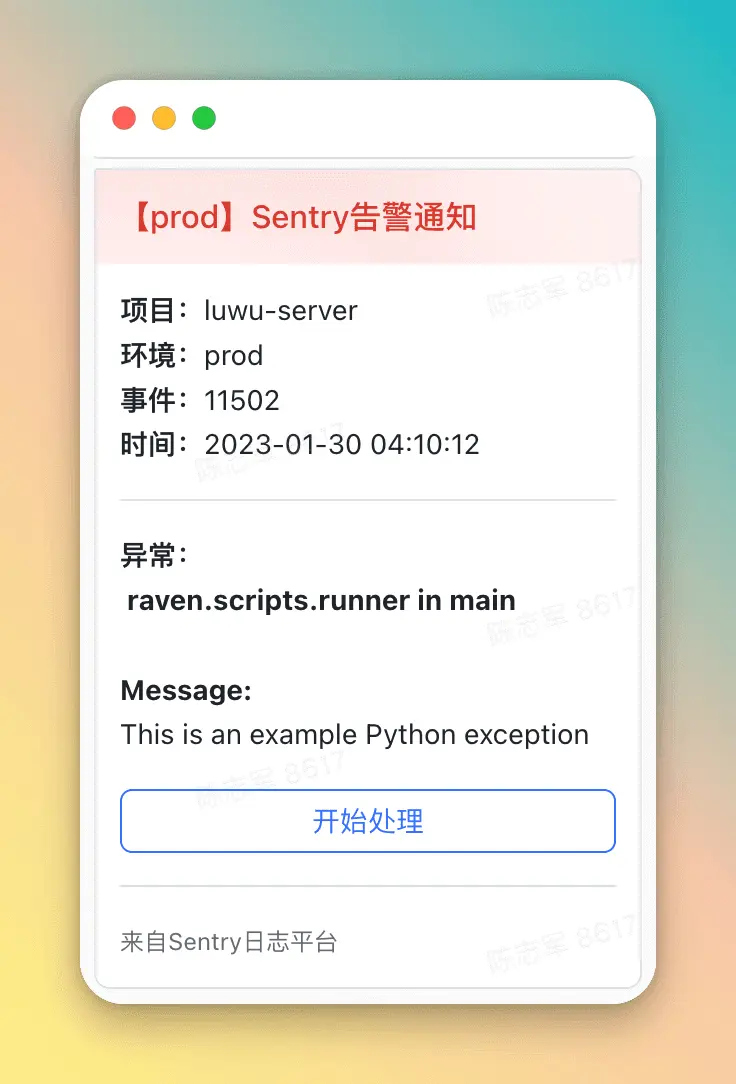 【prod】Sentry告警通知
陈志军 8617
项目：luwu-server
环境：prod
事件：11502
时间：2023-01-30 04:10:12
陈志军 8617
异常：
raven.scripts.runner in main
陈志军 8617
Message:
This is an example Python exception
陈志军 8617
开始处理
来自Sentry日志平台
陈志军 8617